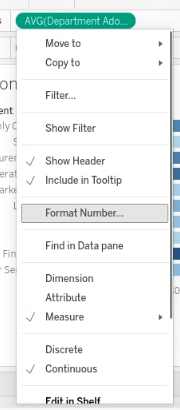 AVG(Department Ado...
Move to
Copy to
Filter...
Show Filter
Show Header
Include in Tooltip
Format Number...
Find in Data pane
Dimension
Attribute
Measure
Discrete
Continuous
Edit in Shelf